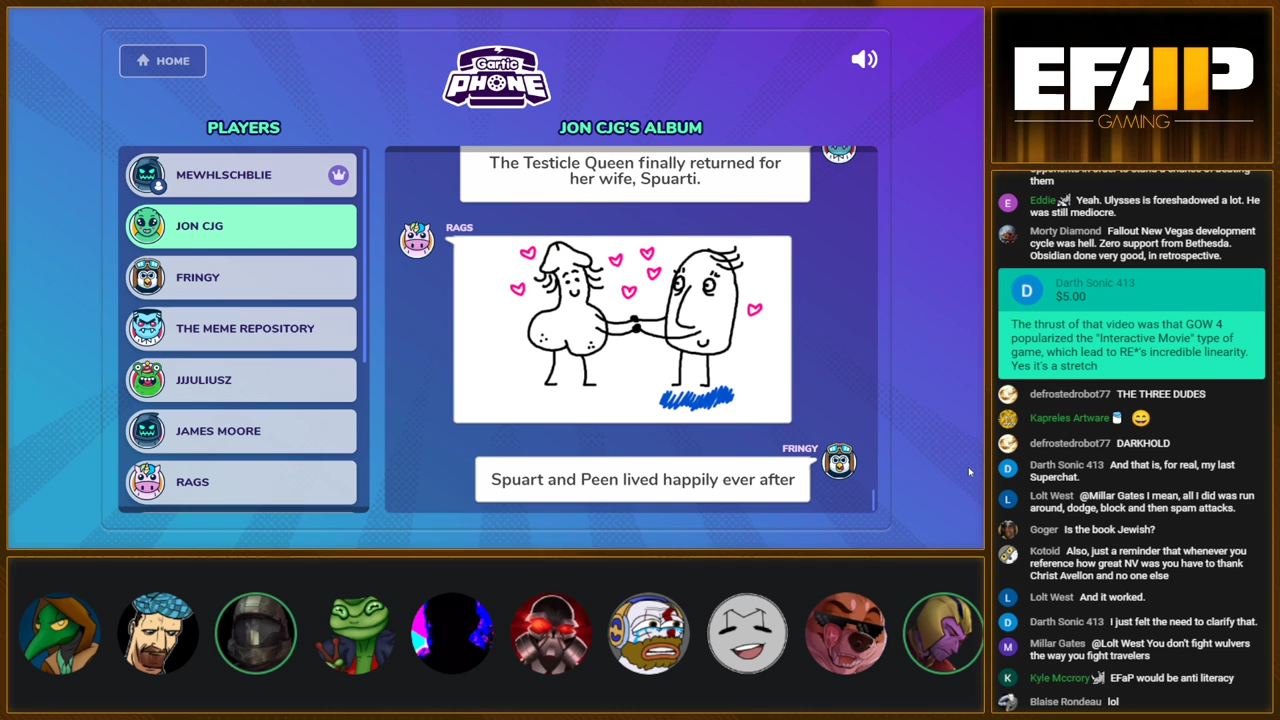 HOME
Gartic
PHONE
PLAYERS
JON CJG'S ALBUM
MEWHLSCHBLIE
JON CJG
FRINGY
THE MEME REPOSITORY
JJJULIUSZ
JAMES MOORE
RAGS
The Testicle Queen finally returned for
her wife, Spuarti.
RAGS
FRINGY
Spuart and Peen lived happily ever after
EFAP
GAMING
them
E
Eddie Yeah. Ulysses is foreshadowed a lot. He
was still mediocre.
Morty Diamond Fallout New Vegas development
cycle was hell. Zero support from Bethesda.
Obsidian done very good, in retrospective.
D
Darth Sonic 413
$5.00
The thrust of that video was that GOW 4
popularized the "Interactive Movie" type of
game, which lead to RE*'s incredible linearity.
Yes it's a stretch
defrostedrobot77 THE THREE DUDES
Kapreles Artware
defrostedrobot77 DARKHOLD
D
Darth Sonic 413 And that is, for real, my last
Superchat.
L
Lolt West @Millar Gates I mean, all I did was run
around, dodge, block and then spam attacks.
Goger Is the book Jewish?
Kotoid Also, just a reminder that whenever you
reference how great NV was you have to thank
Christ Avellon and no one else
L
Lolt West And it worked.
D
Darth Sonic 413 I just felt the need to clarify that.
M
Millar Gates @Lolt West You don't fight wulvers
the way you fight travelers
K
Kyle Mccrory EFaP would be anti literacy
Blaise Rondeau lol